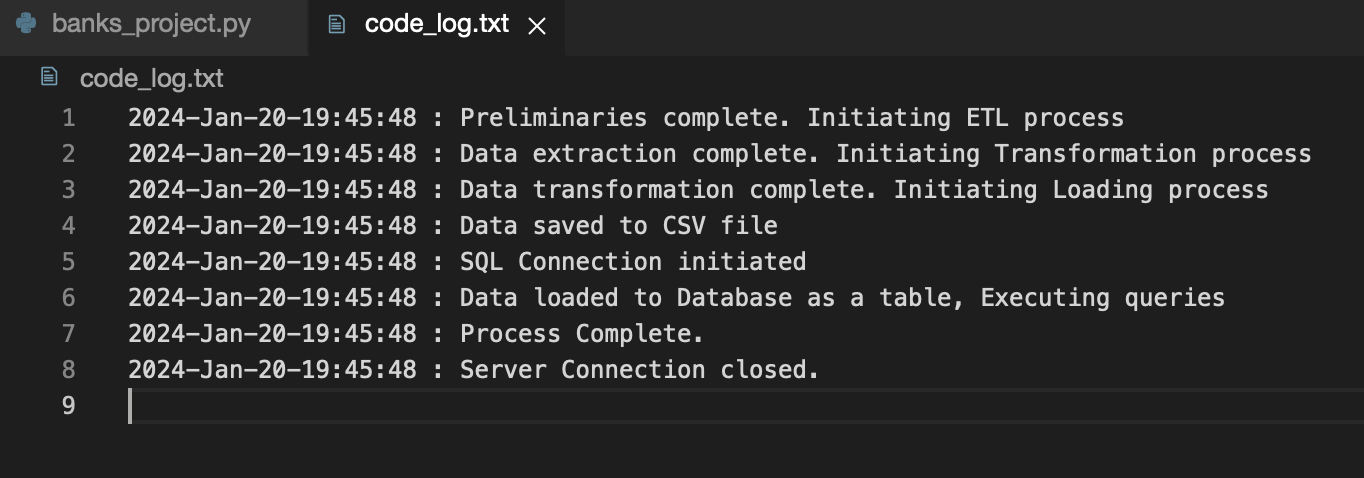 banks_project.py code_log.txt
code_log.txt
1 2024-Jan-20-19:45:48 : Preliminaries complete. Initiating ETL process
2 2024-Jan-20-19:45:48 : Data extraction complete. Initiating Transformation process
3 2024-Jan-20-19:45:48 : Data transformation complete. Initiating Loading process
4 2024-Jan-20-19:45:48 : Data saved to CSV file
5 2024-Jan-20-19:45:48 : SQL Connection initiated
6 2024-Jan-20-19:45:48 : Data loaded to Database as a table, Executing queries
7 2024-Jan-20-19:45:48 : Process Complete.
8 2024-Jan-20-19:45:48 : Server Connection closed.
9